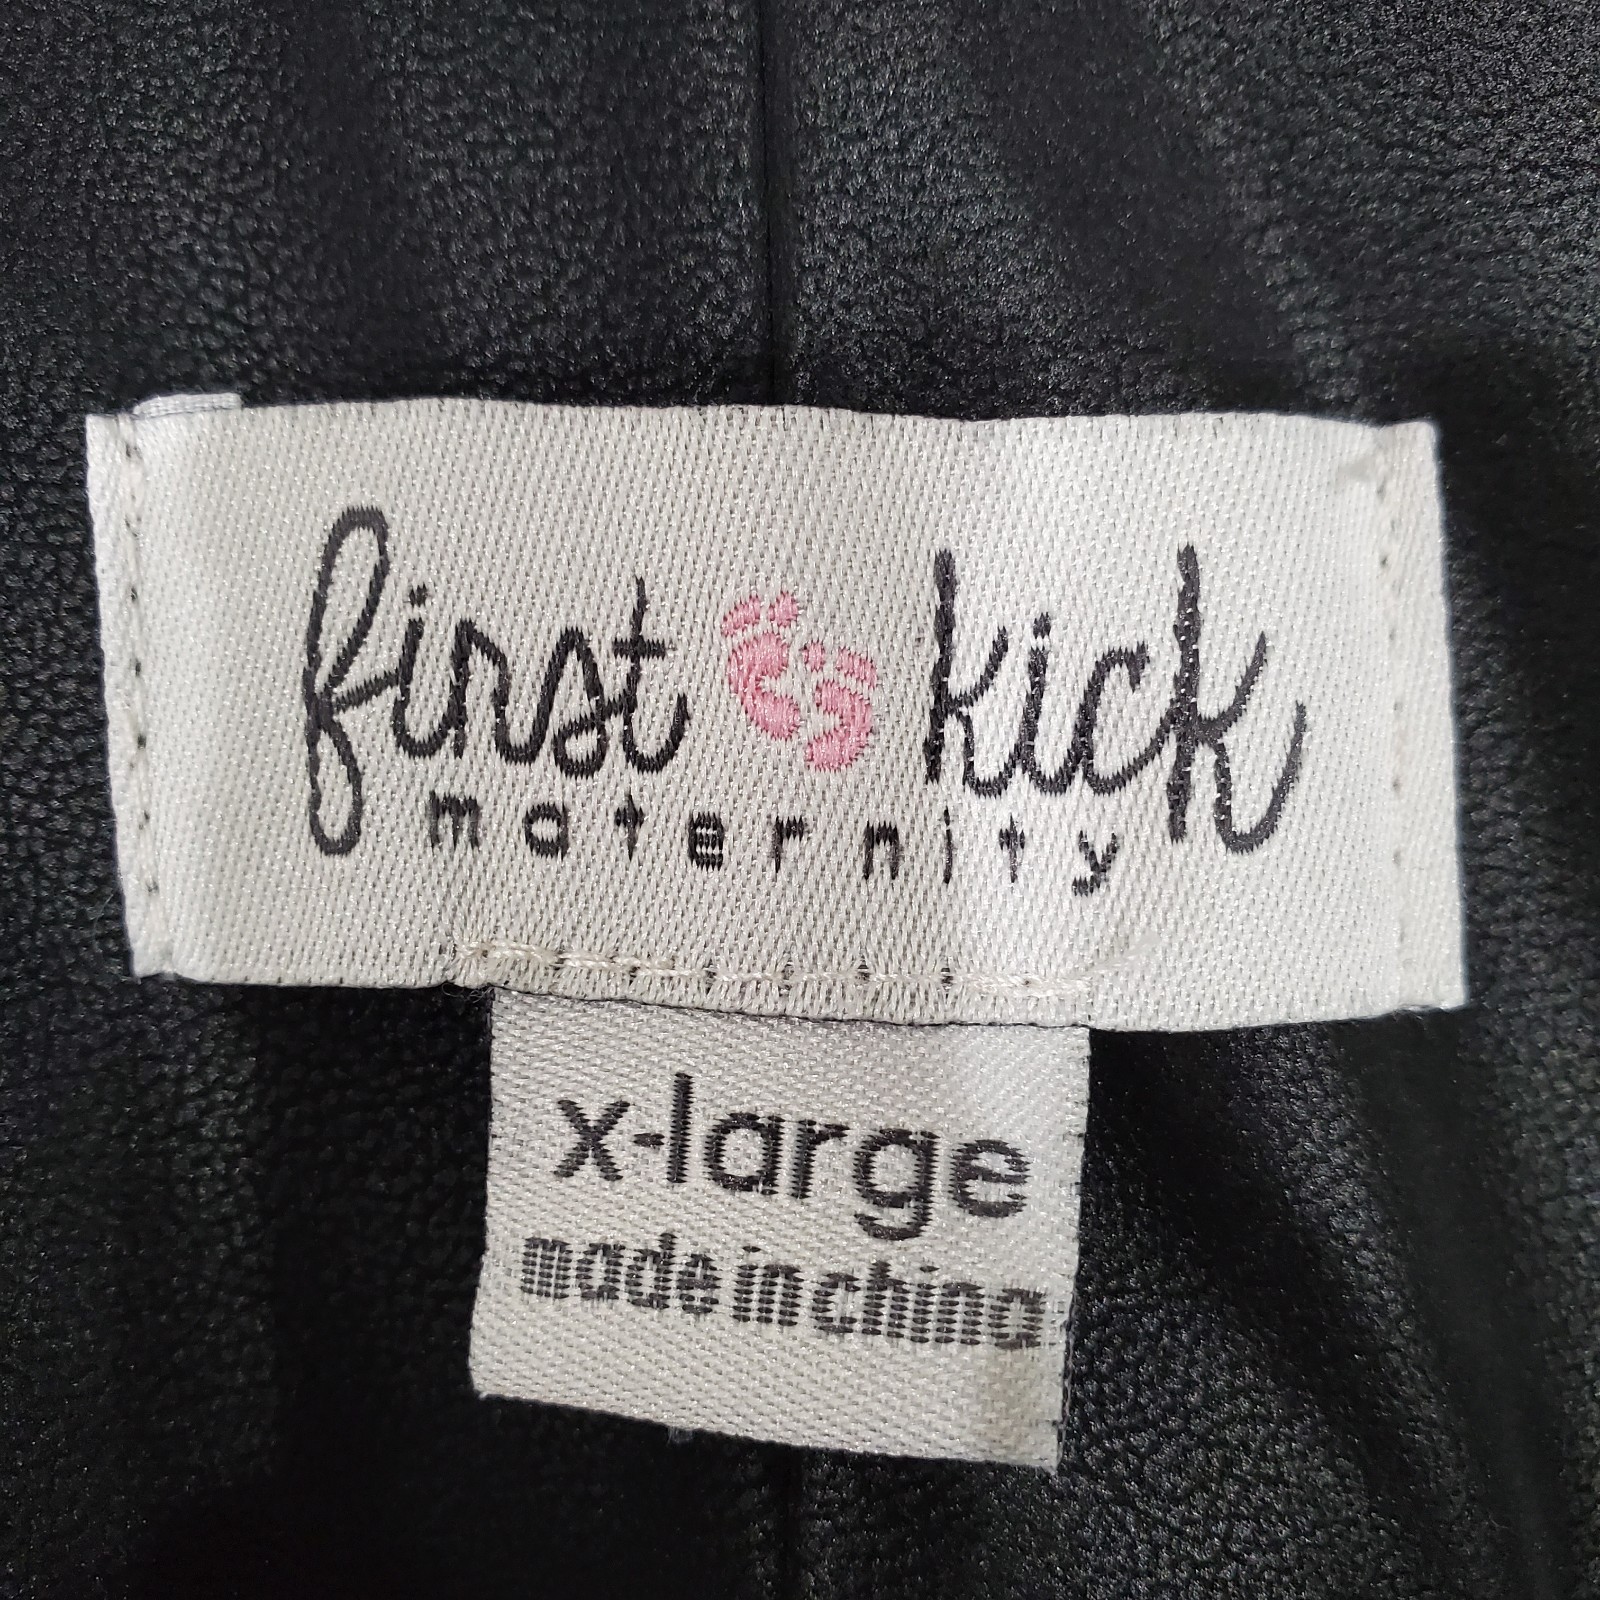 first kick
maternity
x-large
made in china